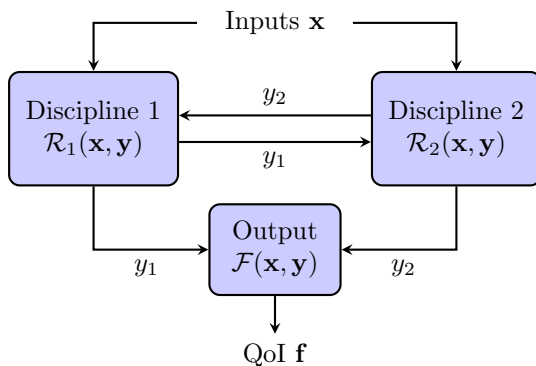 Inputs x
Discipline 1
R₁(x, y)
y₂
y₁
Discipline 2
R₂(x, y)
y₁
Output
F(x, y)
y₂
QoI f